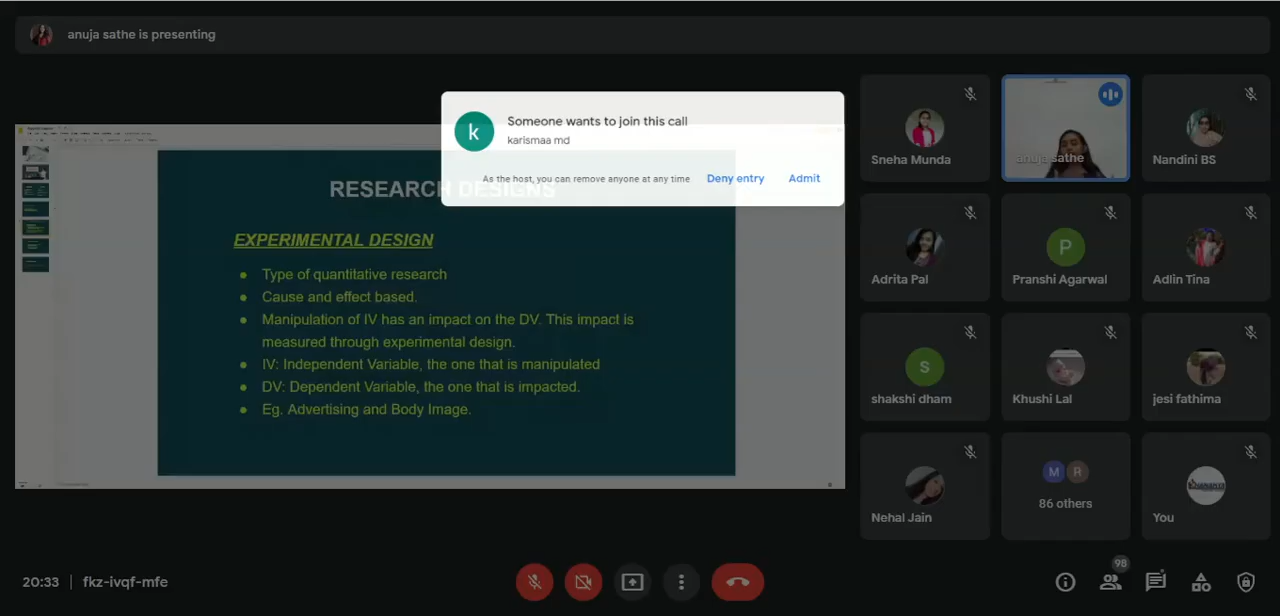 anuja sathe is presenting
Someone wants to join this call
k
karismaa md
As the host, you can remove anyone at any time
Deny entry
Admit
RESEARCH DESIGNS
EXPERIMENTAL DESIGN
● Type of quantitative research
● Cause and effect based.
● Manipulation of IV has an impact on the DV. This impact is
measured through experimental design.
● IV: Independent Variable, the one that is manipulated
● DV: Dependent Variable, the one that is impacted.
● Eg. Advertising and Body Image.
Sneha Munda
anuja sathe
Nandini BS
Adrita Pal
P
Pranshi Agarwal
Adlin Tina
S
shakshi dham
Khushi Lal
jesi fathima
Nehal Jain
M R
86 others
You
20:33 | fkz-ivqf-mfe
98